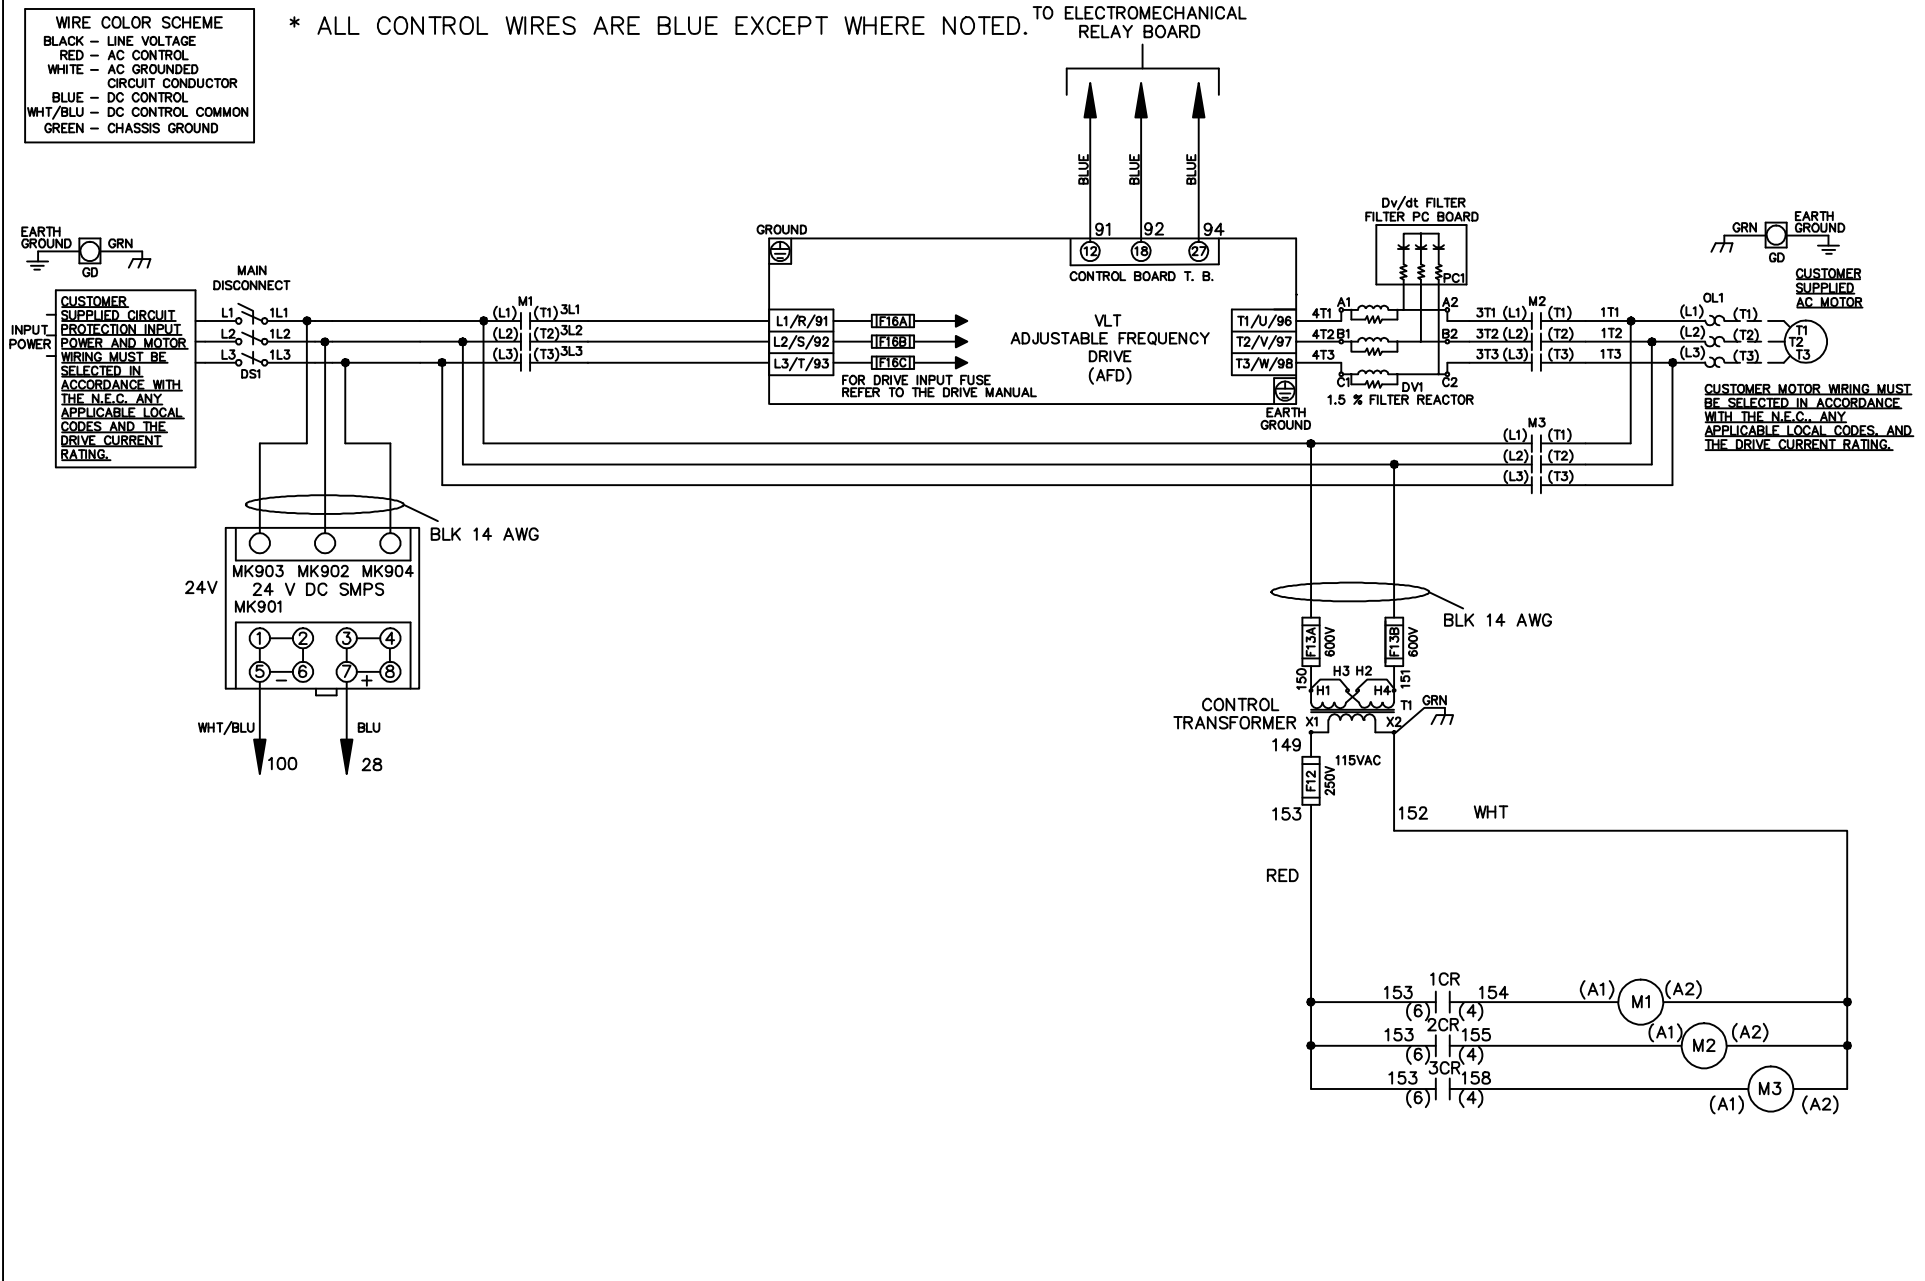 WIRE COLOR SCHEME
BLACK – LINE VOLTAGE
RED – AC CONTROL
WHITE – AC GROUNDED
CIRCUIT CONDUCTOR
BLUE – DC CONTROL
WHT/BLU – DC CONTROL COMMON
GREEN – CHASSIS GROUND
* ALL CONTROL WIRES ARE BLUE EXCEPT WHERE NOTED.
TO ELECTROMECHANICAL
RELAY BOARD
BLUE
BLUE
BLUE
91 92 94
12 18 27
CONTROL BOARD T. B.
EARTH
GROUND
GRN
GD
CUSTOMER
SUPPLIED CIRCUIT
PROTECTION INPUT
POWER AND MOTOR
WIRING MUST BE
SELECTED IN
ACCORDANCE WITH
THE N.E.C. ANY
APPLICABLE LOCAL
CODES AND THE
DRIVE CURRENT
RATING.
INPUT
POWER
MAIN
DISCONNECT
L1 1L1
L2 1L2
L3 1L3
DS1
M1
(L1) (T1) 3L1
(L2) (T2) 3L2
(L3) (T3) 3L3
GROUND
L1/R/91 F16A
L2/S/92 F16B
L3/T/93 F16C
FOR DRIVE INPUT FUSE
REFER TO THE DRIVE MANUAL
VLT
ADJUSTABLE FREQUENCY
DRIVE
(AFD)
T1/U/96
T2/V/97
T3/W/98
EARTH
GROUND
Dv/dt FILTER
FILTER PC BOARD
PC1
4T1 A1 A2
4T2 B1 B2
4T3
C1 C2
DV1
1.5 % FILTER REACTOR
M2
3T1 (L1) (T1) 1T1
3T2 (L2) (T2) 1T2
3T3 (L3) (T3) 1T3
OL1
(L1) (T1)
(L2) (T2)
(L3) (T3)
T1
T2
T3
GRN
GD
EARTH
GROUND
CUSTOMER
SUPPLIED
AC MOTOR
CUSTOMER MOTOR WIRING MUST
BE SELECTED IN ACCORDANCE
WITH THE N.E.C., ANY
APPLICABLE LOCAL CODES, AND
THE DRIVE CURRENT RATING.
M3
(L1) (T1)
(L2) (T2)
(L3) (T3)
BLK 14 AWG
MK903 MK902 MK904
24V
24 V DC SMPS
MK901
1 2 3 4
5 6 7 8
– +
WHT/BLU BLU
100 28
BLK 14 AWG
F13A
600V
F13B
600V
150
151
H3 H2
H1 H4
T1
GRN
CONTROL
TRANSFORMER
X1 X2
149
115VAC
F12
250V
153
152
WHT
RED
1CR
153 154
(6) (4)
(A1) M1 (A2)
2CR
153 155
(6) (4)
(A1) M2 (A2)
3CR
153 158
(6) (4)
M3
(A1) (A2)